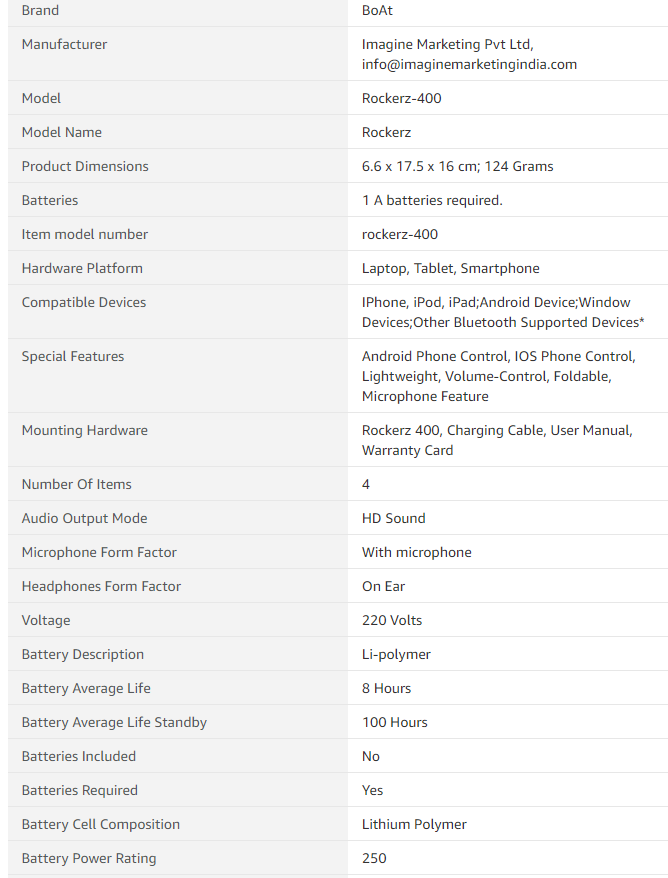 Brand BoAt
Manufacturer Imagine Marketing Pvt Ltd,
info@imaginemarketingindia.com
Model Rockerz-400
Model Name Rockerz
Product Dimensions 6.6 x 17.5 x 16 cm; 124 Grams
Batteries 1 A batteries required.
Item model number rockerz-400
Hardware Platform Laptop, Tablet, Smartphone
Compatible Devices IPhone, iPod, iPad;Android Device;Window
Devices;Other Bluetooth Supported Devices*
Special Features Android Phone Control, IOS Phone Control,
Lightweight, Volume-Control, Foldable,
Microphone Feature
Mounting Hardware Rockerz 400, Charging Cable, User Manual,
Warranty Card
Number Of Items 4
Audio Output Mode HD Sound
Microphone Form Factor With microphone
Headphones Form Factor On Ear
Voltage 220 Volts
Battery Description Li-polymer
Battery Average Life 8 Hours
Battery Average Life Standby 100 Hours
Batteries Included No
Batteries Required Yes
Battery Cell Composition Lithium Polymer
Battery Power Rating 250